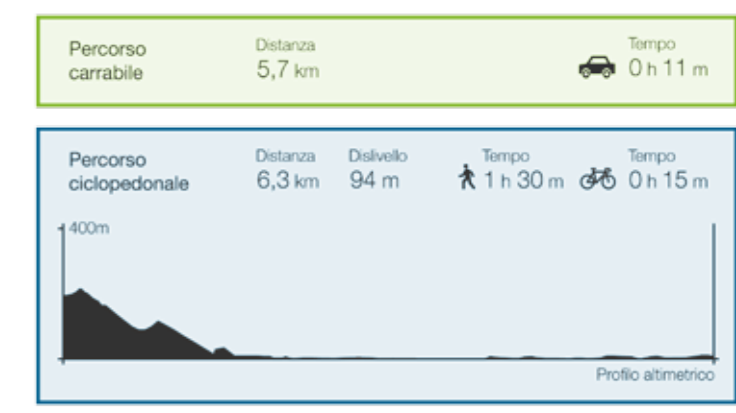 Percorso
carrabile
Distanza
5,7 km
Tempo
0 h 11 m
Percorso
ciclopedonale
Distanza
6,3 km
Dislivello
94 m
Tempo
1 h 30 m
Tempo
0 h 15 m
400m
Profilo altimetrico